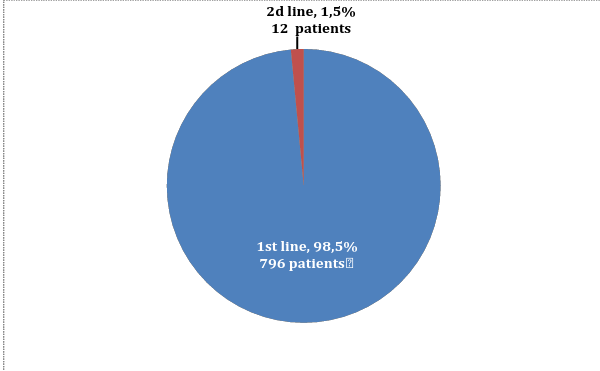 2d line, 1,5%
12 patients
1st line, 98,5%
796 patients